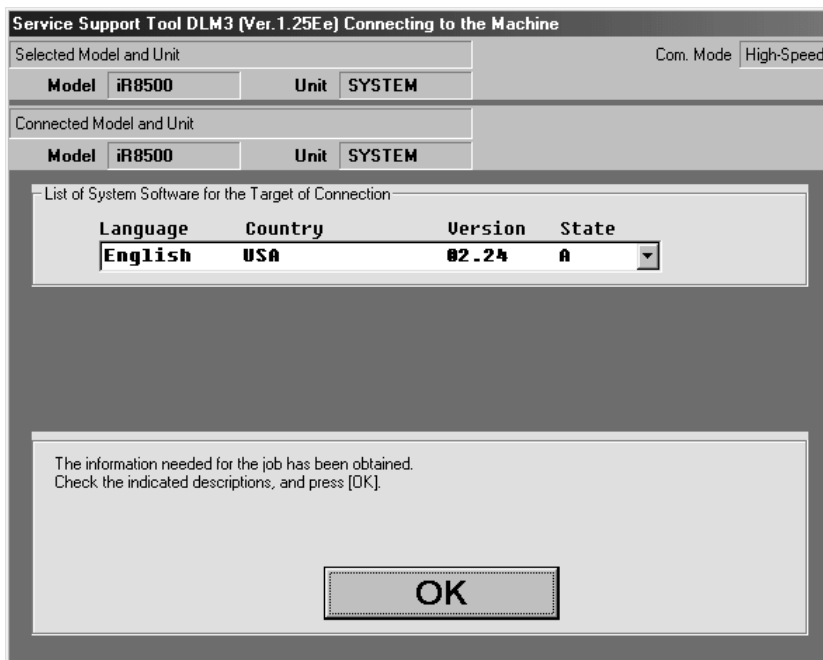 Service Support Tool DLM3 (Ver.1.25Ee) Connecting to the Machine
Selected Model and Unit Com. Mode High-Speed
Model iR8500 Unit SYSTEM
Connected Model and Unit
Model iR8500 Unit SYSTEM
List of System Software for the Target of Connection
Language Country Version State
English USA 02.24 A
The information needed for the job has been obtained.
Check the indicated descriptions, and press [OK].
OK